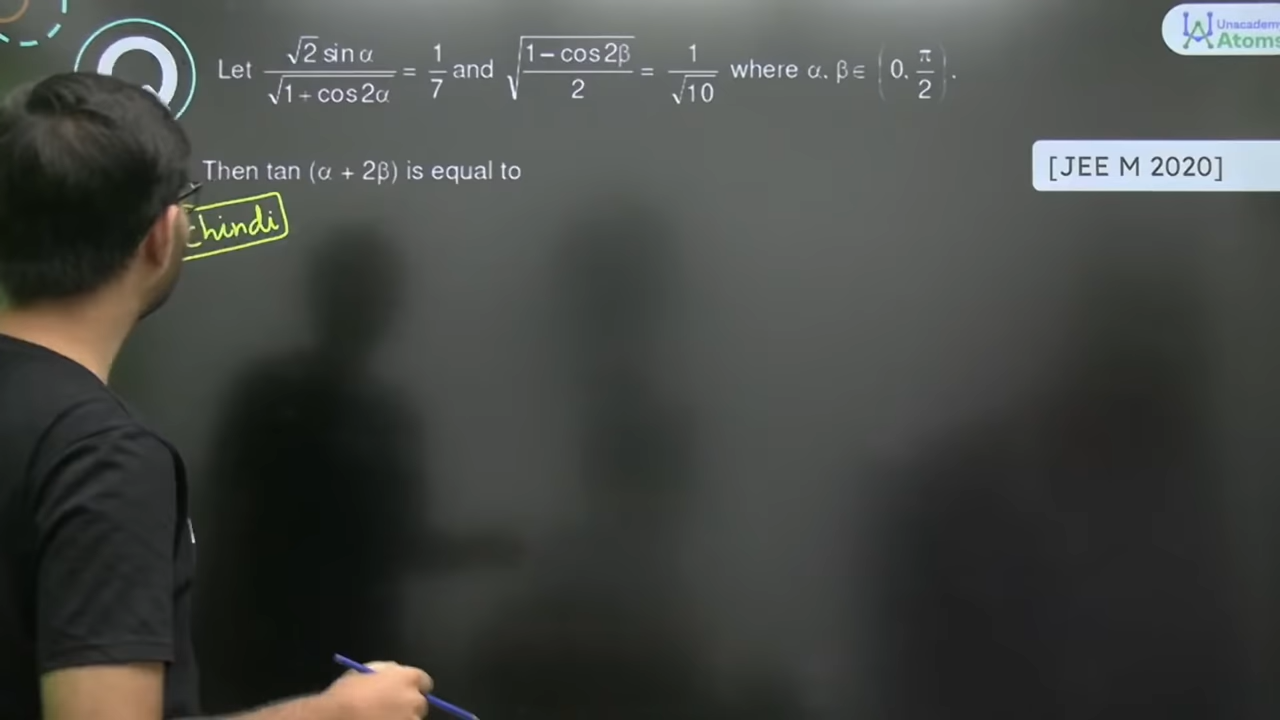 Let √2 sin α / √(1 + cos 2α) = 1/7 and √((1 − cos 2β)/2) = 1/√10 where α, β ∈ (0, π/2).
Then tan (α + 2β) is equal to
Chindi
[JEE M 2020]
Unacademy
Atoms